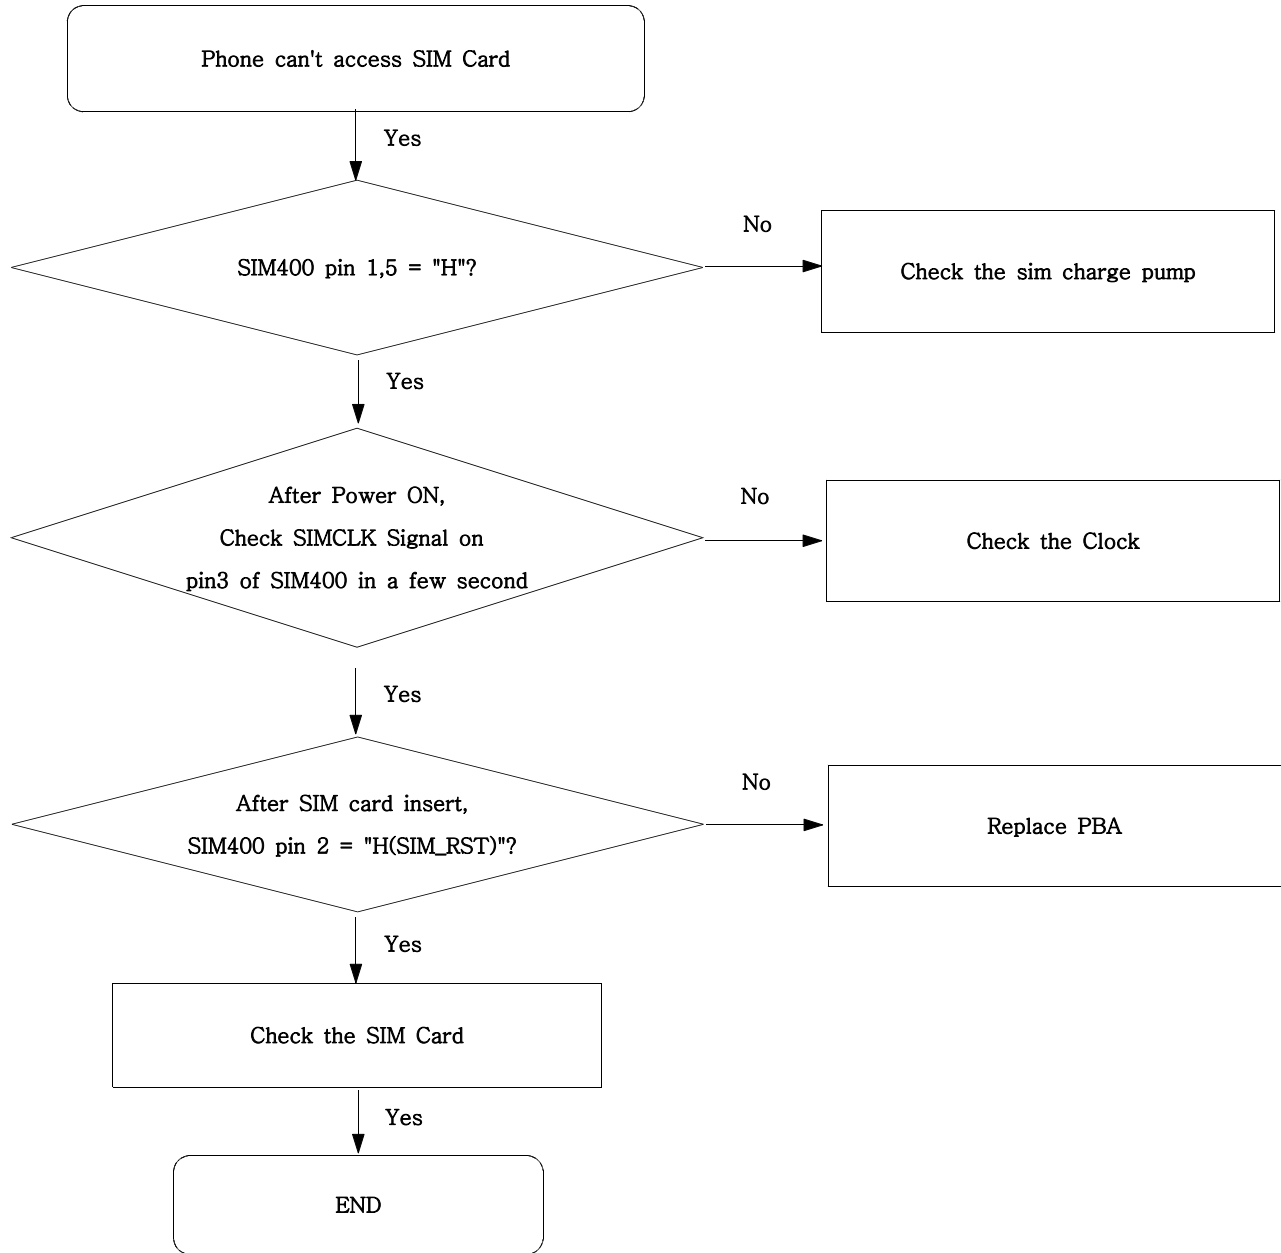 Phone can't access SIM Card
Yes
SIM400 pin 1,5 = "H"?
No
Check the sim charge pump
Yes
After Power ON,
Check SIMCLK Signal on
pin3 of SIM400 in a few second
No
Check the Clock
Yes
After SIM card insert,
SIM400 pin 2 = "H(SIM_RST)"?
No
Replace PBA
Yes
Check the SIM Card
Yes
END